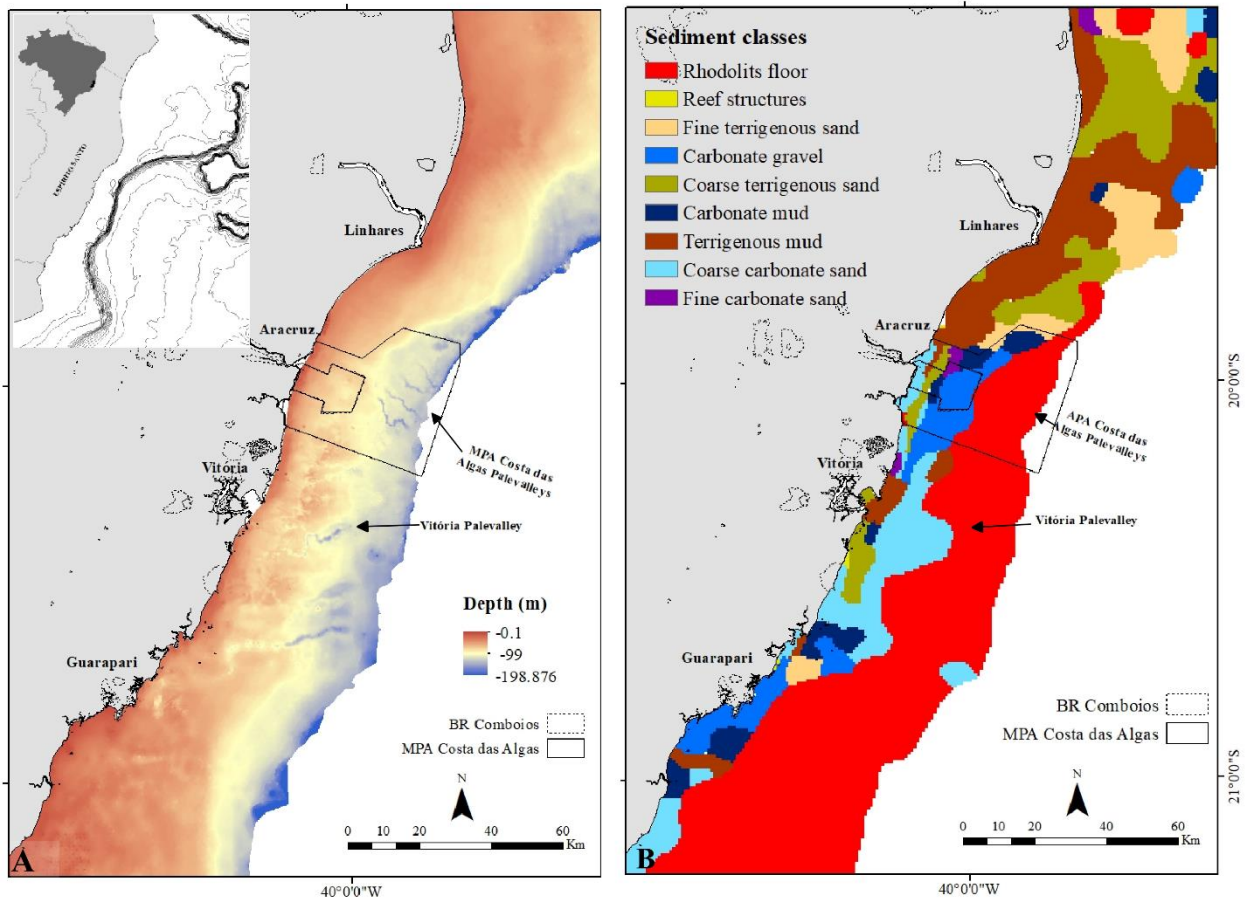 ESPIRITO SANTO
Linhares
Aracruz
MPA Costa das
Algas Palevalleys
Vitória
Vitória Palevalley
Depth (m)
-0.1
-99
-198.876
Guarapari
BR Comboios
MPA Costa das Algas
N
0 10 20 40 60
Km
A
40°0'0"W
Sediment classes
Rhodolits floor
Reef structures
Fine terrigenous sand
Carbonate gravel
Coarse terrigenous sand
Carbonate mud
Terrigenous mud
Coarse carbonate sand
Fine carbonate sand
Linhares
Aracruz
20°0'0"S
APA Costa das
Algas Palevalleys
Vitória
Vitória Palevalley
Guarapari
BR Comboios
MPA Costa das Algas
21°0'0"S
N
0 10 20 40 60
Km
B
40°0'0"W